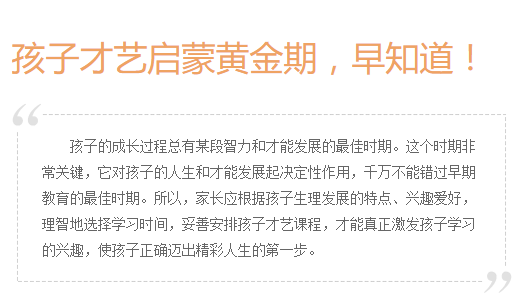 孩子才艺启蒙黄金期，早知道！
“
孩子的成长过程总有某段智力和才能发展的最佳时期。这个时期非
常关键，它对孩子的人生和才能发展起决定性作用，千万不能错过早期
教育的最佳时期。所以，家长应根据孩子生理发展的特点、兴趣爱好，
理智地选择学习时间，妥善安排孩子才艺课程，才能真正激发孩子学习
的兴趣，使孩子正确迈出精彩人生的第一步。
”